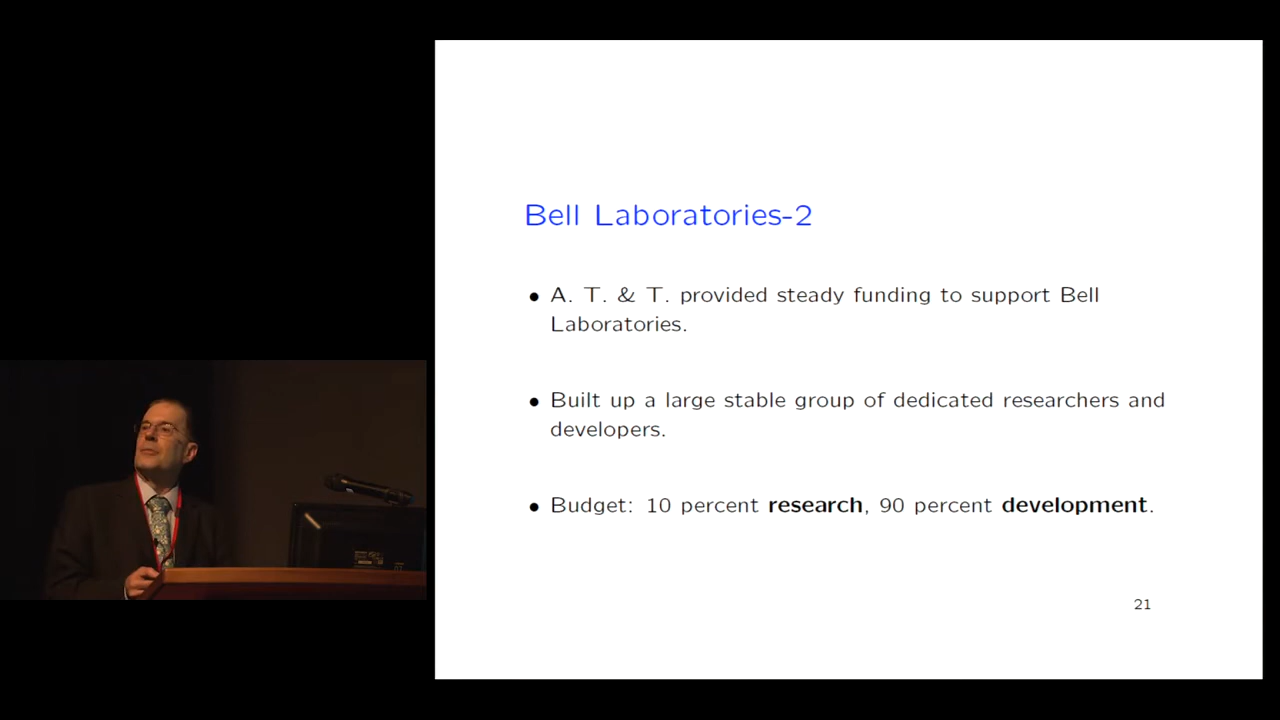 Bell Laboratories-2
• A. T. & T. provided steady funding to support Bell
Laboratories.
• Built up a large stable group of dedicated researchers and
developers.
• Budget: 10 percent research, 90 percent development.
21